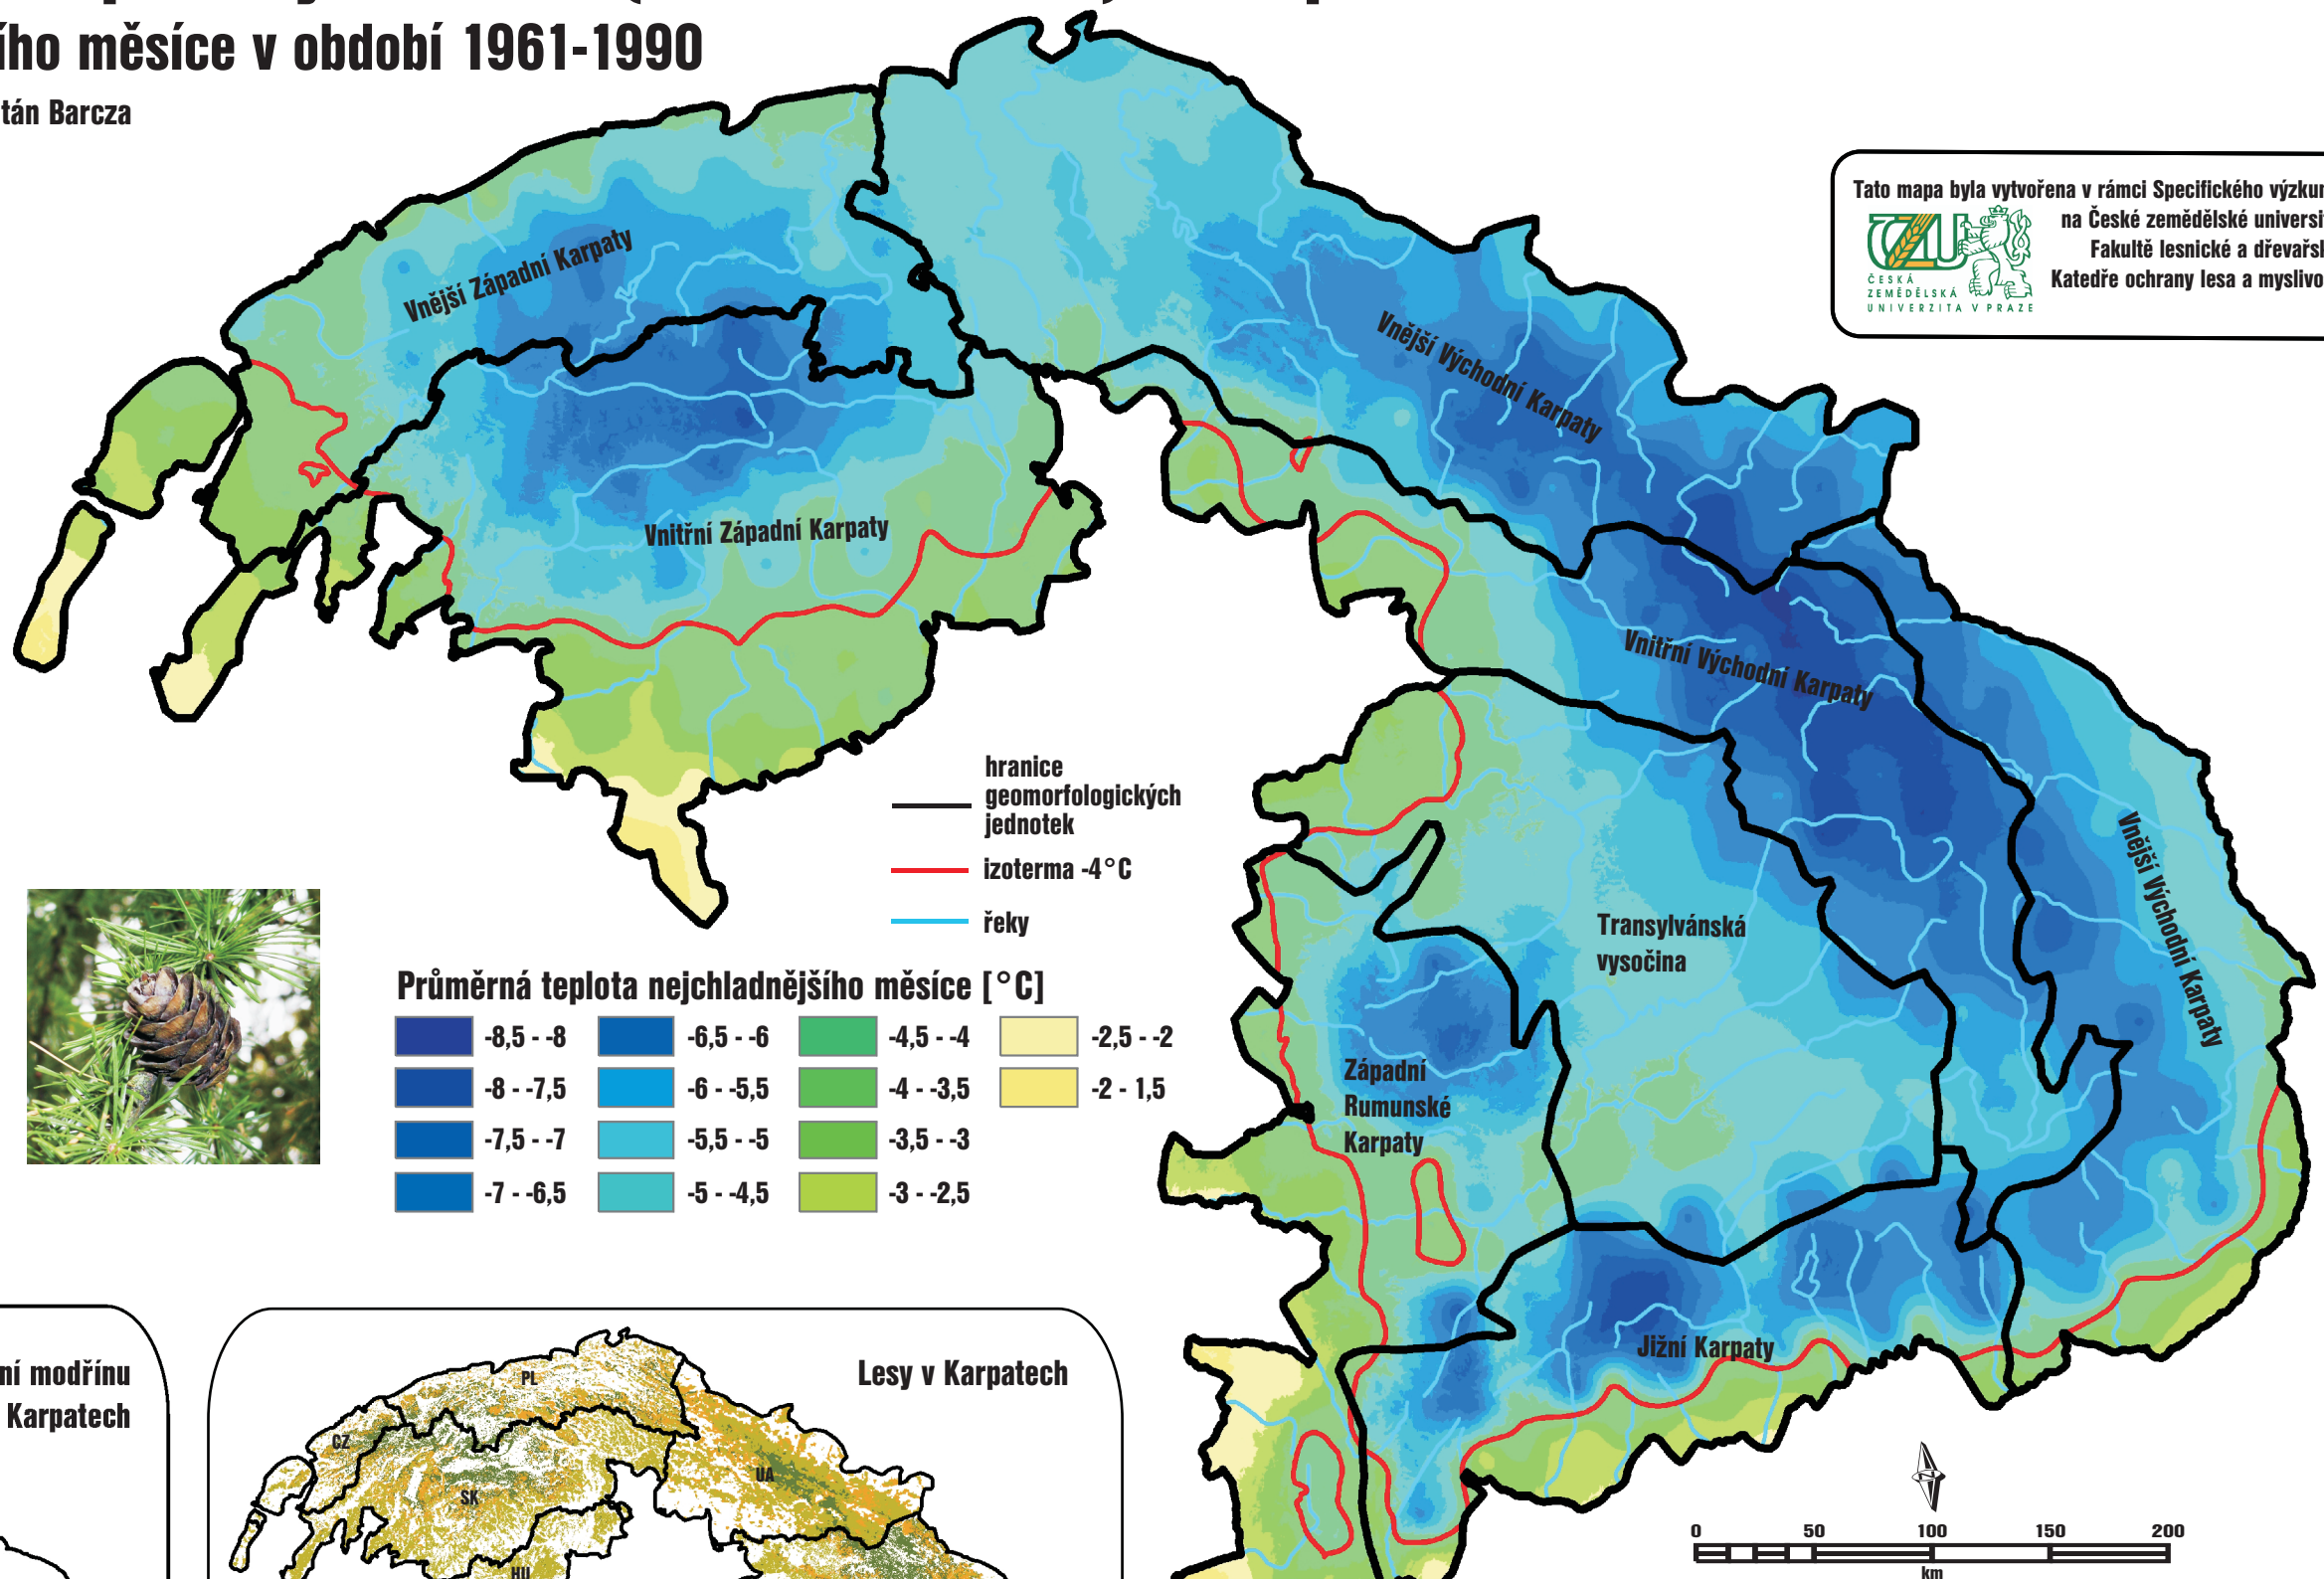 ího měsíce v období 1961-1990
tán Barcza
Tato mapa byla vytvořena v rámci Specifického výzku
na České zemědělské universi
Fakultě lesnické a dřevařs
Katedře ochrany lesa a myslivo
ČZU
ČESKÁ
ZEMĚDĚLSKÁ
UNIVERZITA V PRAZE
Vnější Západní Karpaty
Vnější Východní Karpaty
Vnitřní Západní Karpaty
Vnitřní Východní Karpaty
Vnější Východní Karpaty
Transylvánská
vysočina
Západní
Rumunské
Karpaty
Jižní Karpaty
hranice
geomorfologických
jednotek
izoterma -4°C
řeky
Průměrná teplota nejchladnějšího měsíce [°C]
-8,5 - -8
-8 - -7,5
-7,5 - -7
-7 - -6,5
-6,5 - -6
-6 - -5,5
-5,5 - -5
-5 - -4,5
-4,5 - -4
-4 - -3,5
-3,5 - -3
-3 - -2,5
-2,5 - -2
-2 - 1,5
ní modřínu
Karpatech
Lesy v Karpatech
PL
CZ
SK
UA
HU
0 50 100 150 200
km